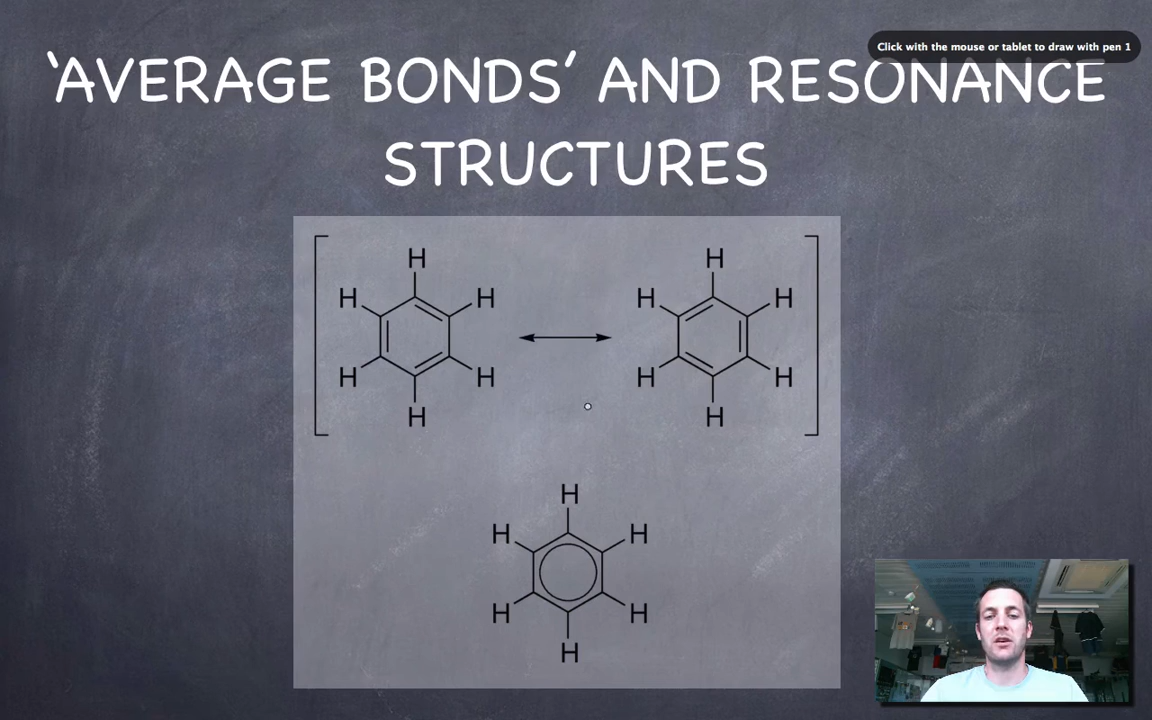 Click with the mouse or tablet to draw with pen 1
‘AVERAGE BONDS’ AND RESONANCE
STRUCTURES
H H
H H H H
H H H H
H H
H
H H
H H
H